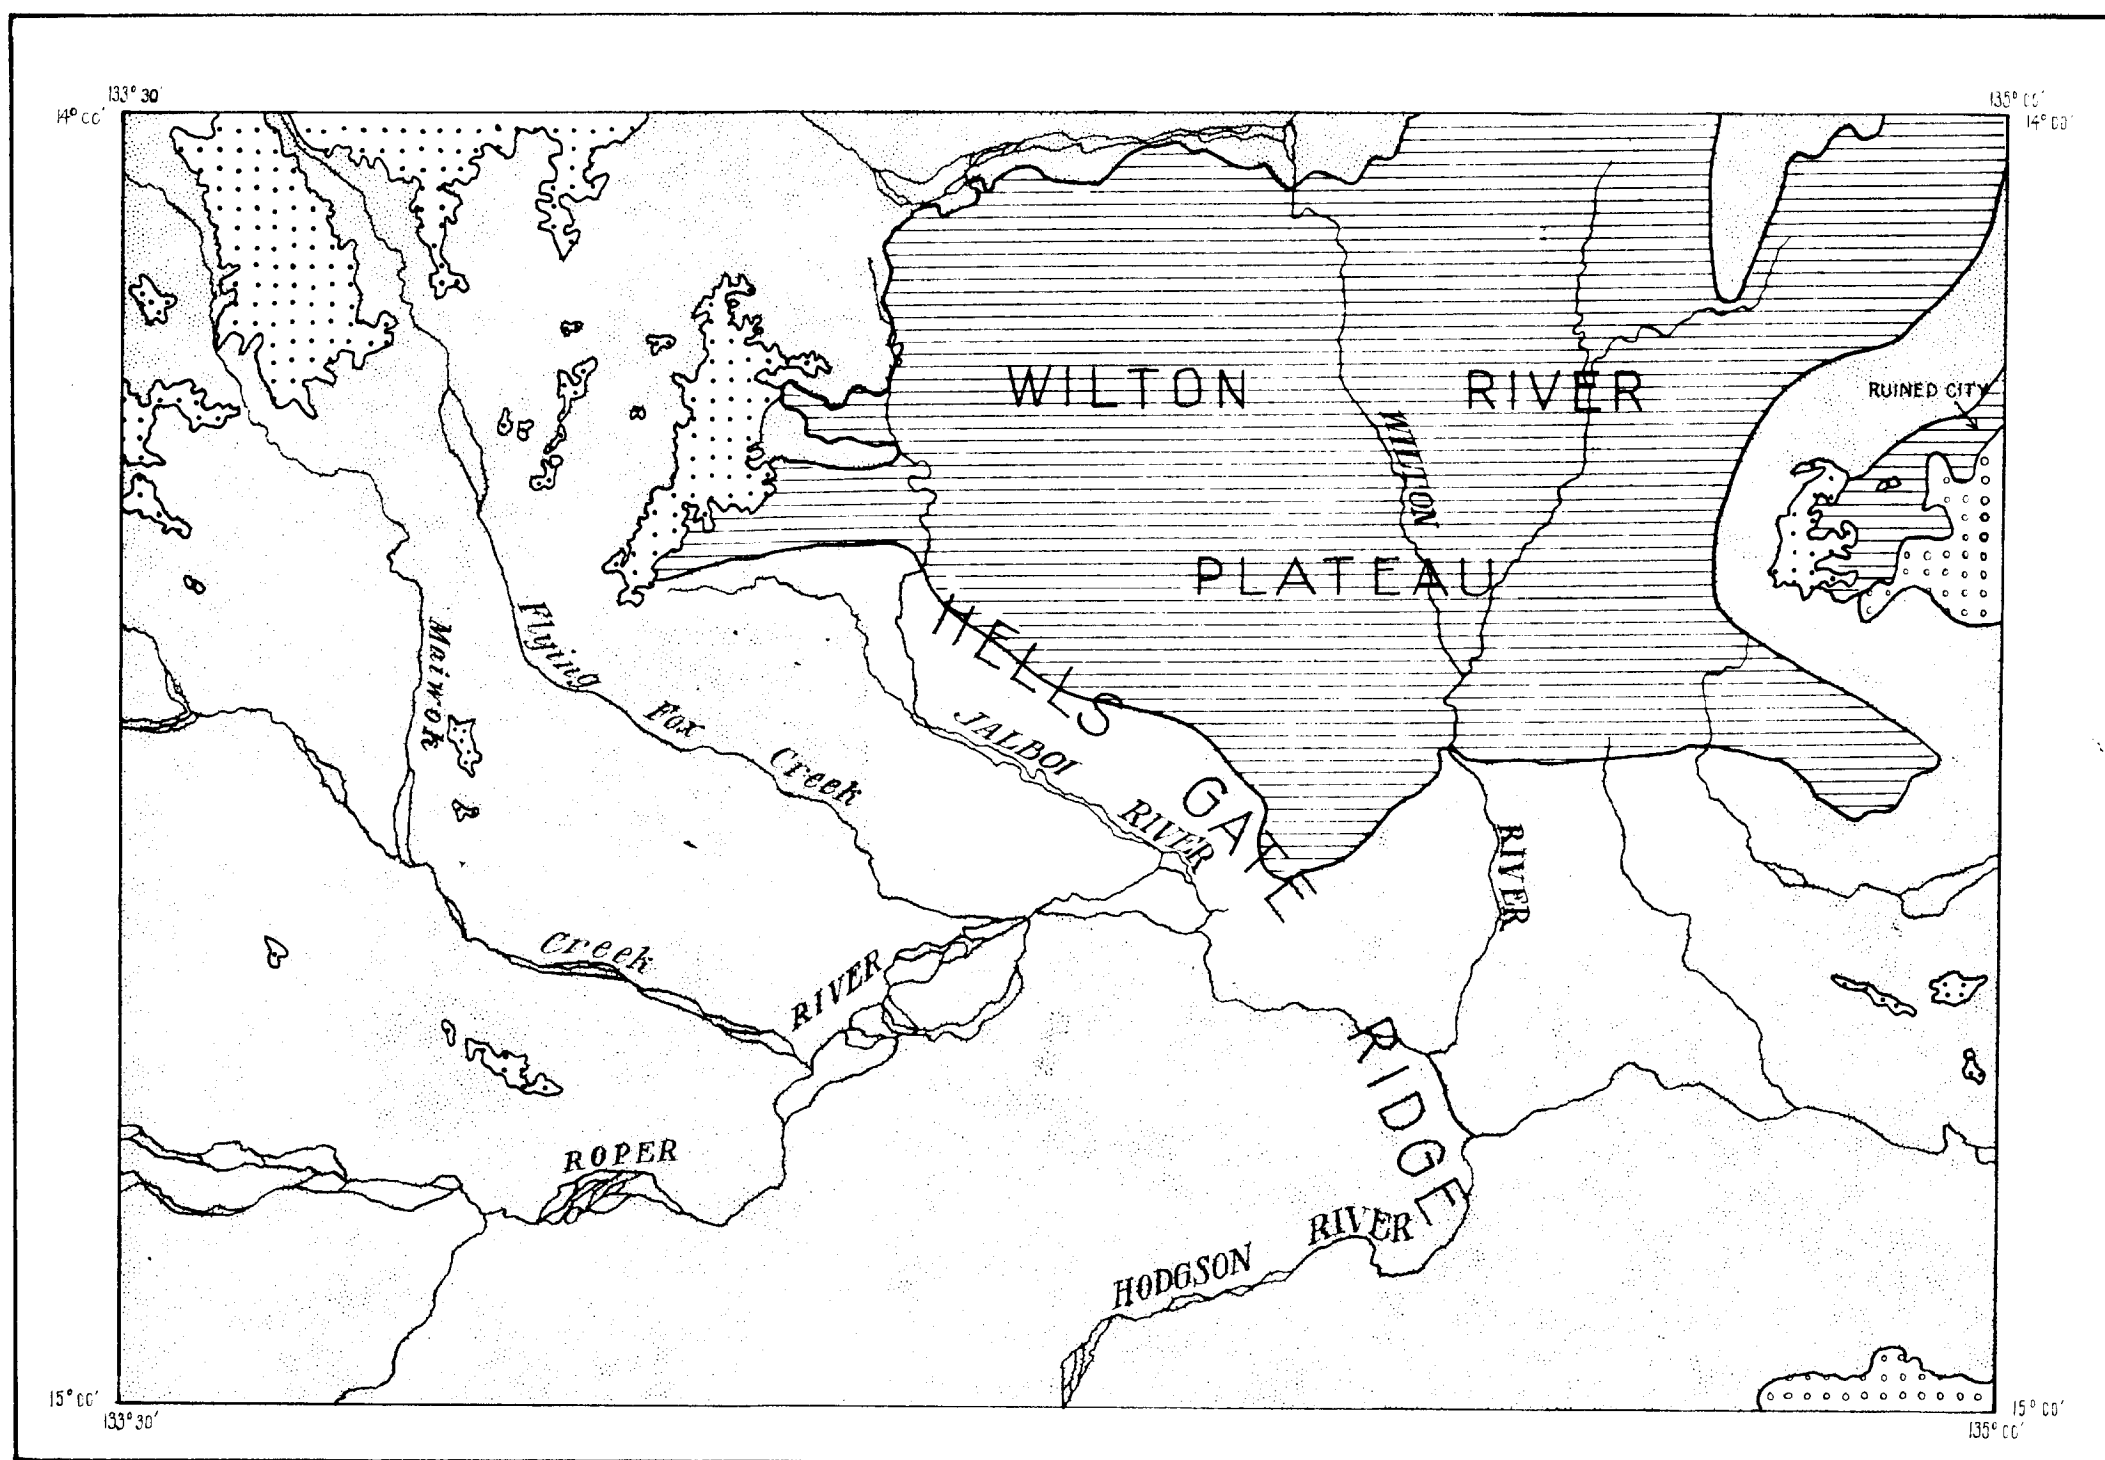 133° 30'
135° 00'
14° 00'
14° 00'
RUINED CITY
WILTON RIVER
PLATEAU
WILTON
RIVER
HELLS GATE RIDGE
Flying Fox Creek
Maiwok
Creek
JALBOI
RIVER
RIVER
ROPER
HODGSON RIVER
15° 00'
15° 00'
133° 30'
135° 00'